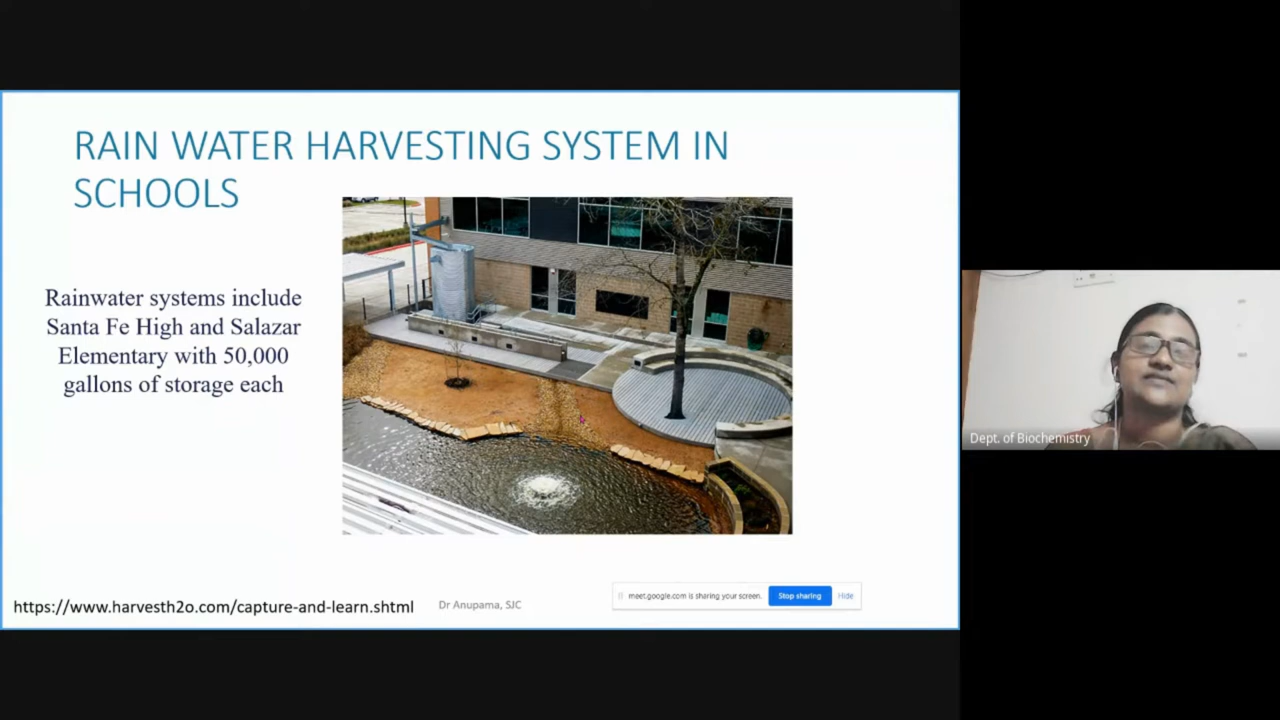 RAIN WATER HARVESTING SYSTEM IN
SCHOOLS
Rainwater systems include
Santa Fe High and Salazar
Elementary with 50,000
gallons of storage each
https://www.harvesth2o.com/capture-and-learn.shtml
Dr Anupama, SJC
meet.google.com is sharing your screen.
Stop sharing
Hide
Dept. of Biochemistry